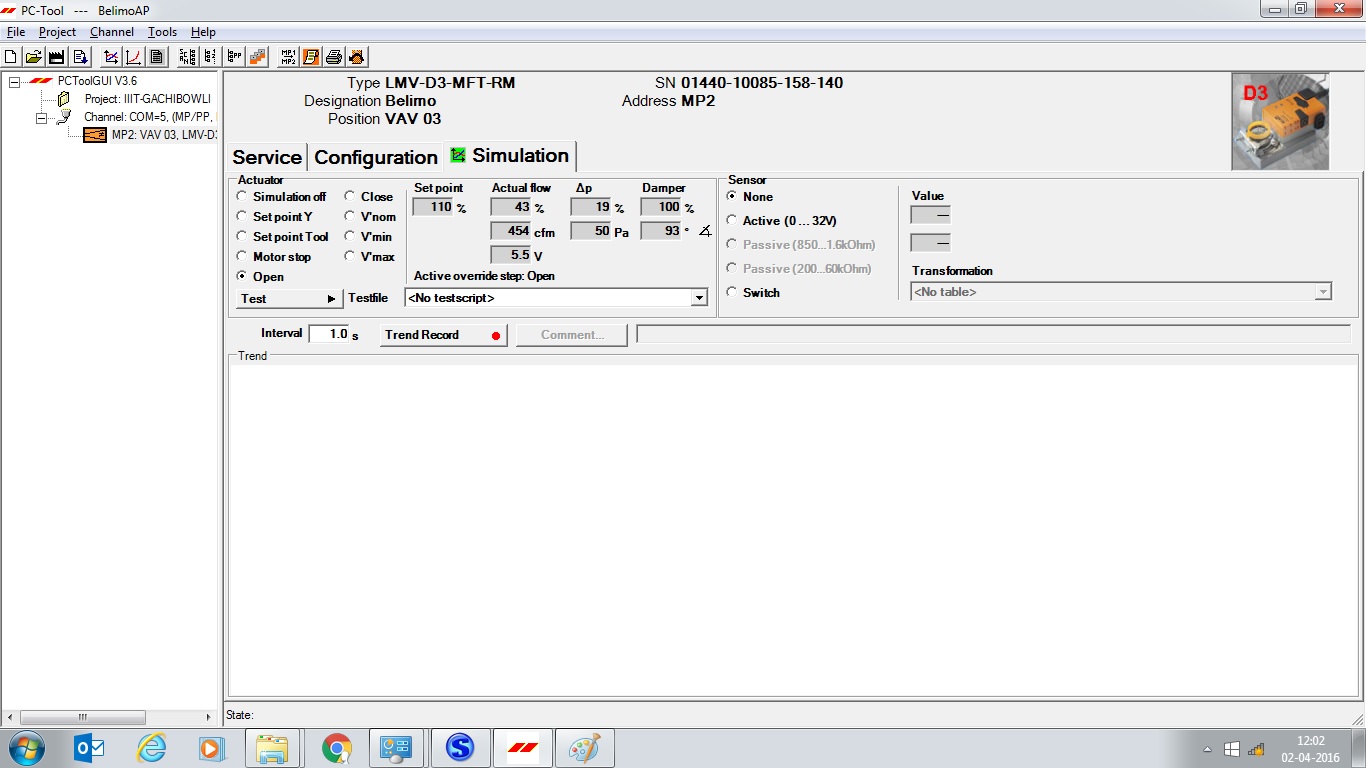 PC-Tool --- BelimoAP
File Project Channel Tools Help
PCToolGUI V3.6
Project: IIIT-GACHIBOWLI
Channel: COM=5, (MP/PP,
MP2: VAV 03, LMV-D3
Type LMV-D3-MFT-RM SN 01440-10085-158-140
Designation Belimo Address MP2
Position VAV 03
D3
Service Configuration Simulation
Actuator
Simulation off Close
Set point Y V'nom
Set point Tool V'min
Motor stop V'max
Open
Set point Actual flow Δp Damper
110 % 43 % 19 % 100 %
454 cfm 50 Pa 93 °
5.5 V
Active override step: Open
Test Testfile <No testscript>
Sensor
None
Active (0 ... 32V)
Passive (850...1.6kOhm)
Passive (200...60kOhm)
Switch
Value
---
---
Transformation
<No table>
Interval 1.0 s Trend Record Comment...
Trend
State:
12:02
02-04-2016